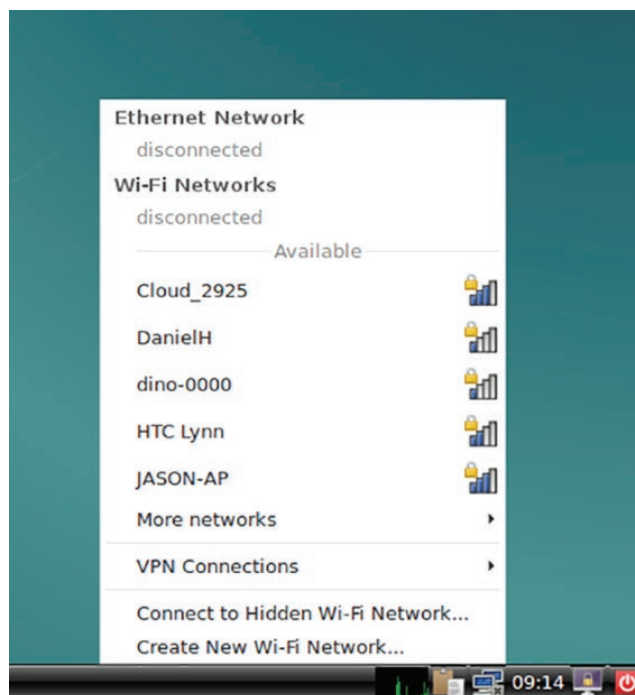 Ethernet Network
disconnected
Wi-Fi Networks
disconnected
Available
Cloud_2925
DanielH
dino-0000
HTC Lynn
JASON-AP
More networks
VPN Connections
Connect to Hidden Wi-Fi Network...
Create New Wi-Fi Network...
09:14